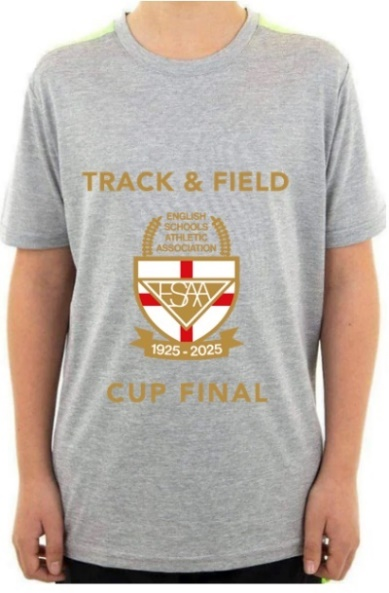 TRACK & FIELD
ENGLISH
SCHOOLS
ATHLETIC
ASSOCIATION
ESAA
1925 - 2025
CUP FINAL